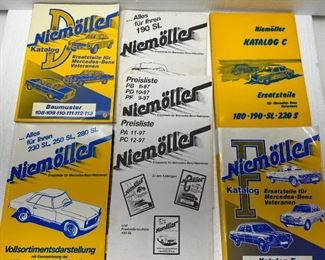 D
Niemöller
Katalog
Ersatzteile für
Mercedes-Benz
Veteranen
Baumuster
108·109·110·111·112·113
... Alles
für Ihren
190 SL
Niemöller
Niemöller
KATALOG C
Ersatzteile
für Mercedes-Benz Veteranen
180·190·SL·220 S
Preisliste
PB 8-97
PD 10-97
PF 9-97
Niemöller
... Alles
für Ihren
230 SL, 250 SL, 280 SL
Niemöller
Vollsortimentsdarstellung
Preisliste
PA 11-97
PC 12-97
Niemöller
Niemöller
Katalog
F
Ersatzteile für
Mercedes-Benz
Veteranen